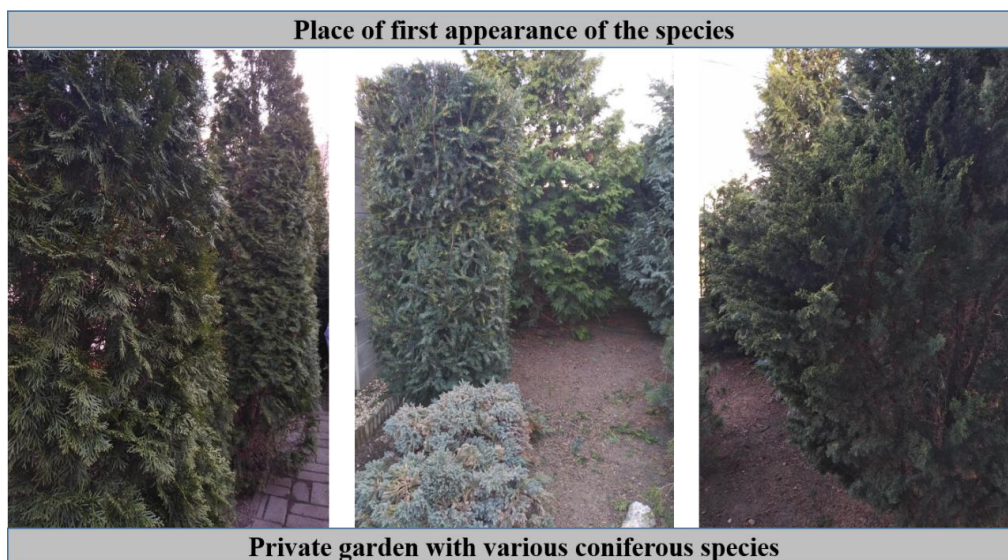 Place of first appearance of the species
Private garden with various coniferous species